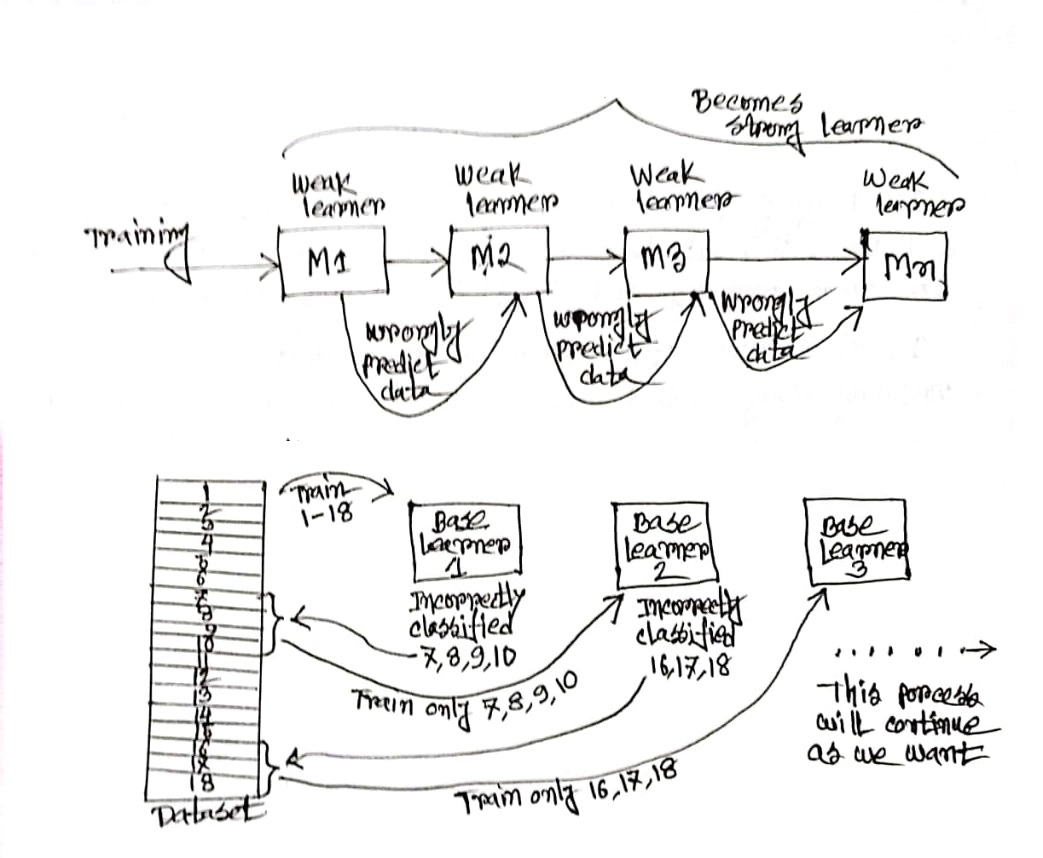 Becomes
strong learner
Weak
learner
Weak
learner
Weak
learner
Weak
learner
Training
M1
M2
M3
Mn
wrongly
predict
data
wrongly
predict
data
wrongly
predict
data
1
2
3
4
5
6
7
8
9
10
11
12
13
14
15
16
17
18
Dataset
Train
1-18
Base
Learner
1
Incorrectly
classified
7,8,9,10
Train only 7,8,9,10
Base
Learner
2
Incorrectly
classified
16,17,18
Train only 16,17,18
Base
Learner
3
This porcess
will continue
as we want